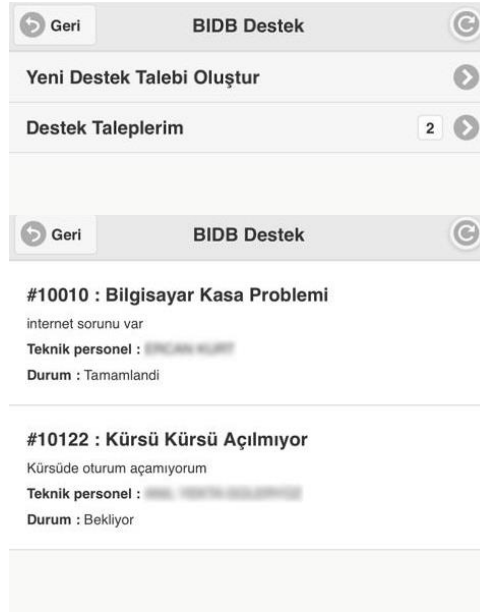 Geri
BIDB Destek
Yeni Destek Talebi Oluştur
Destek Taleplerim
2
Geri
BIDB Destek
#10010 : Bilgisayar Kasa Problemi
internet sorunu var
Teknik personel :
Durum : Tamamlandi
#10122 : Kürsü Kürsü Açılmıyor
Kürsüde oturum açamıyorum
Teknik personel :
Durum : Bekliyor